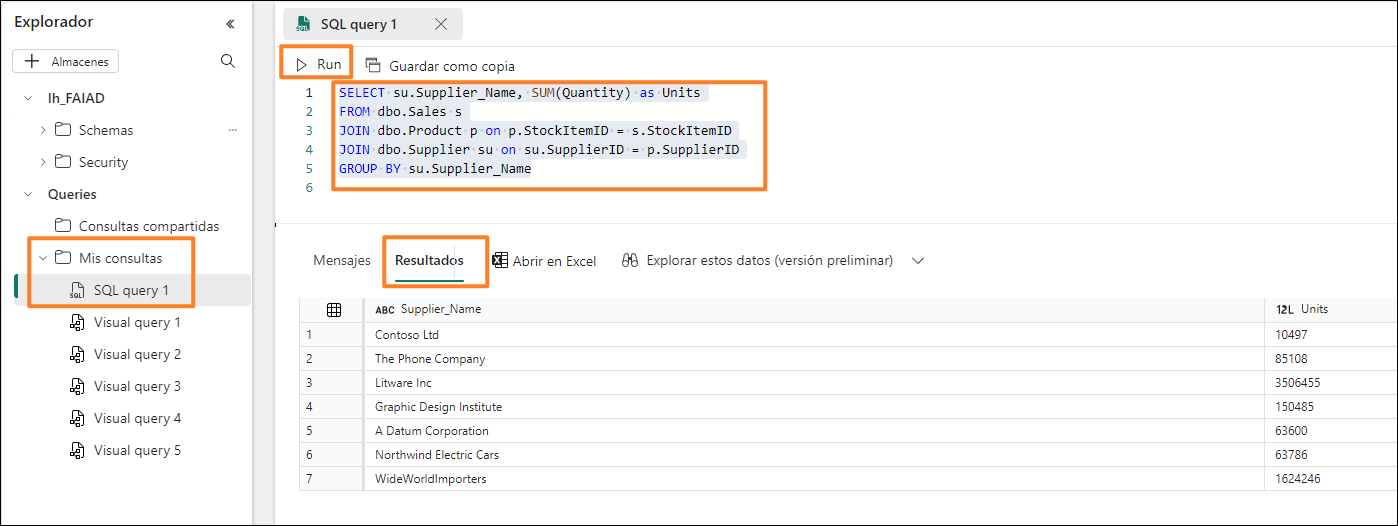 Explorador
Almacenes
lh_FAIAD
Schemas
Security
Queries
Consultas compartidas
Mis consultas
SQL query 1
Visual query 1
Visual query 2
Visual query 3
Visual query 4
Visual query 5
SQL query 1
Run Guardar como copia
1 SELECT su.Supplier_Name, SUM(Quantity) as Units
2 FROM dbo.Sales s
3 JOIN dbo.Product p on p.StockItemID = s.StockItemID
4 JOIN dbo.Supplier su on su.SupplierID = p.SupplierID
5 GROUP BY su.Supplier_Name
6
Mensajes Resultados Abrir en Excel Explorar estos datos (versión preliminar)
ABC Supplier_Name 12L Units
1 Contoso Ltd 10497
2 The Phone Company 85108
3 Litware Inc 3506455
4 Graphic Design Institute 150485
5 A Datum Corporation 63600
6 Northwind Electric Cars 63786
7 WideWorldImporters 1624246